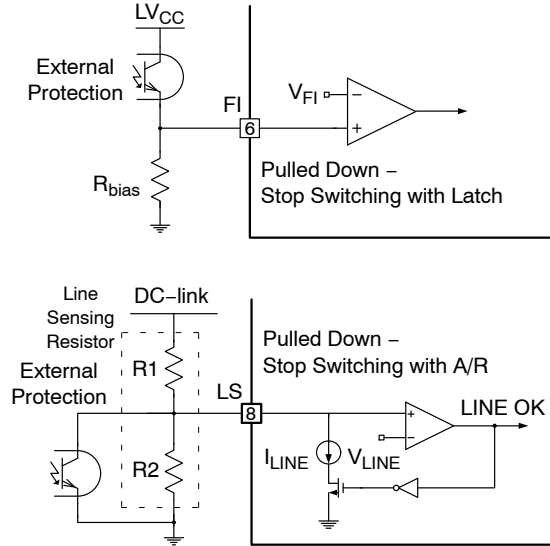 LVCC
External
Protection
FI
6
VFI
−
+
Rbias
Pulled Down −
Stop Switching with Latch
Line
Sensing
Resistor
DC−link
External
Protection
R1
R2
LS
8
Pulled Down −
Stop Switching with A/R
+
−
LINE OK
ILINE
VLINE